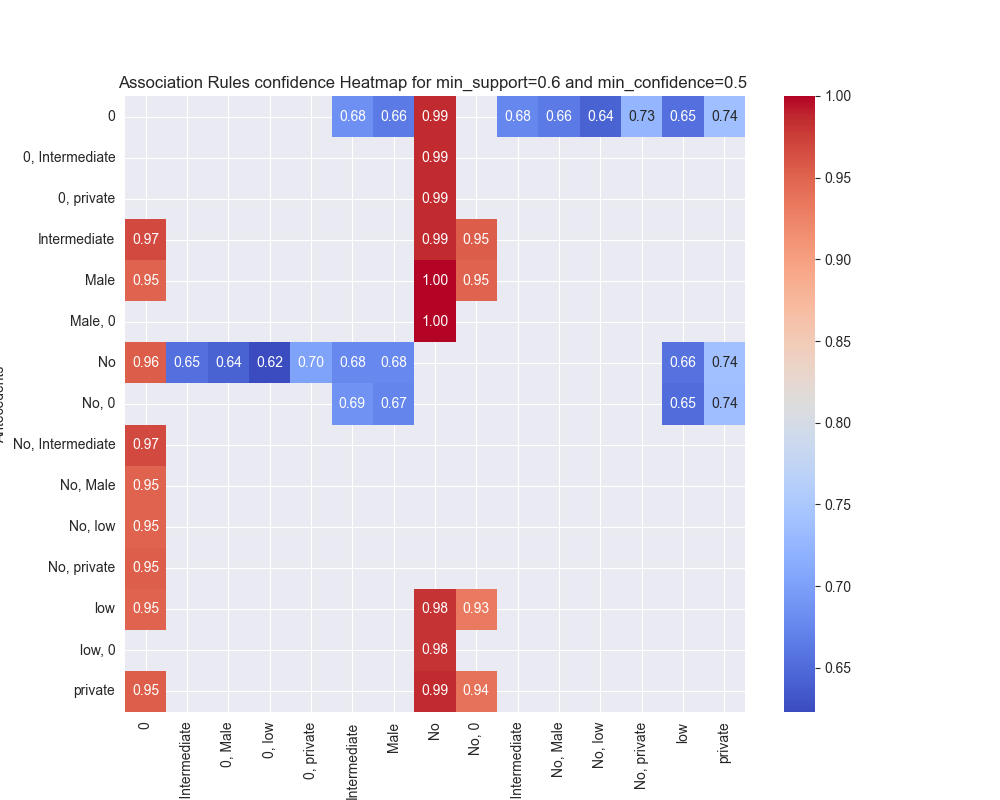 Association Rules confidence Heatmap for min_support=0.6 and min_confidence=0.5
0 0.68 0.66 0.99 0.68 0.66 0.64 0.73 0.65 0.74 1.00
0, Intermediate 0.99
0.95
0, private 0.99
Intermediate 0.97 0.99 0.95
0.90
Male 0.95 1.00 0.95
Male, 0 1.00
0.85
No 0.96 0.65 0.64 0.62 0.70 0.68 0.68 0.66 0.74
No, 0 0.69 0.67 0.65 0.74
0.80
No, Intermediate 0.97
No, Male 0.95
0.75
No, low 0.95
No, private 0.95
0.70
low 0.95 0.98 0.93
low, 0 0.98
0.65
private 0.95 0.99 0.94
0
Intermediate
0, Male
0, low
0, private
Intermediate
Male
No
No, 0
Intermediate
No, Male
No, low
No, private
low
private